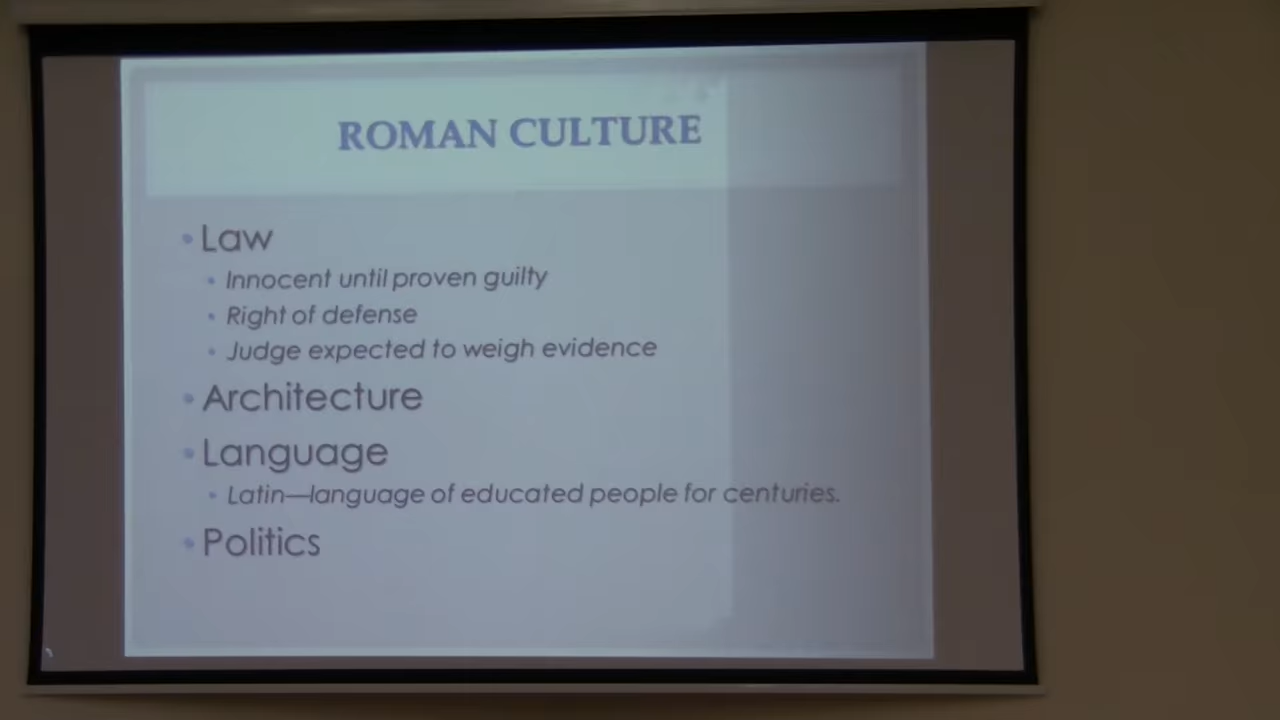 ROMAN CULTURE
• Law
• Innocent until proven guilty
• Right of defense
• Judge expected to weigh evidence
• Architecture
• Language
• Latin—language of educated people for centuries.
• Politics